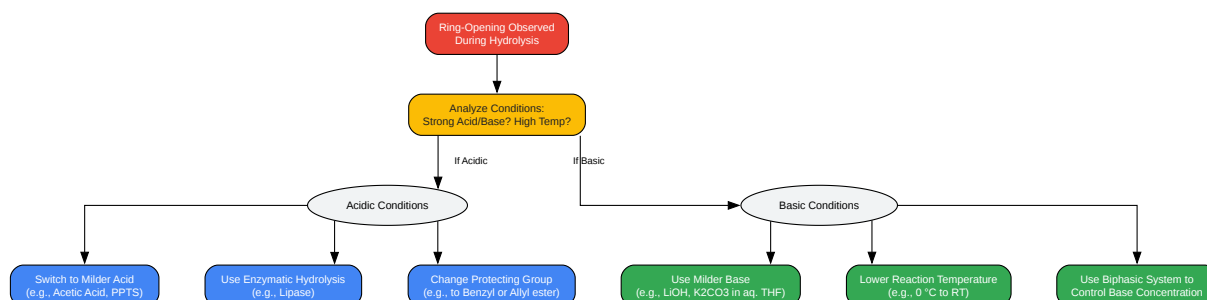 Ring-Opening Observed
During Hydrolysis
Analyze Conditions:
Strong Acid/Base? High Temp?
If Acidic
If Basic
Acidic Conditions
Basic Conditions
Switch to Milder Acid
(e.g., Acetic Acid, PPTS)
Use Enzymatic Hydrolysis
(e.g., Lipase)
Change Protecting Group
(e.g., to Benzyl or Allyl ester)
Use Milder Base
(e.g., LiOH, K2CO3 in aq. THF)
Lower Reaction Temperature
(e.g., 0 °C to RT)
Use Biphasic System to
Control Base Concentration